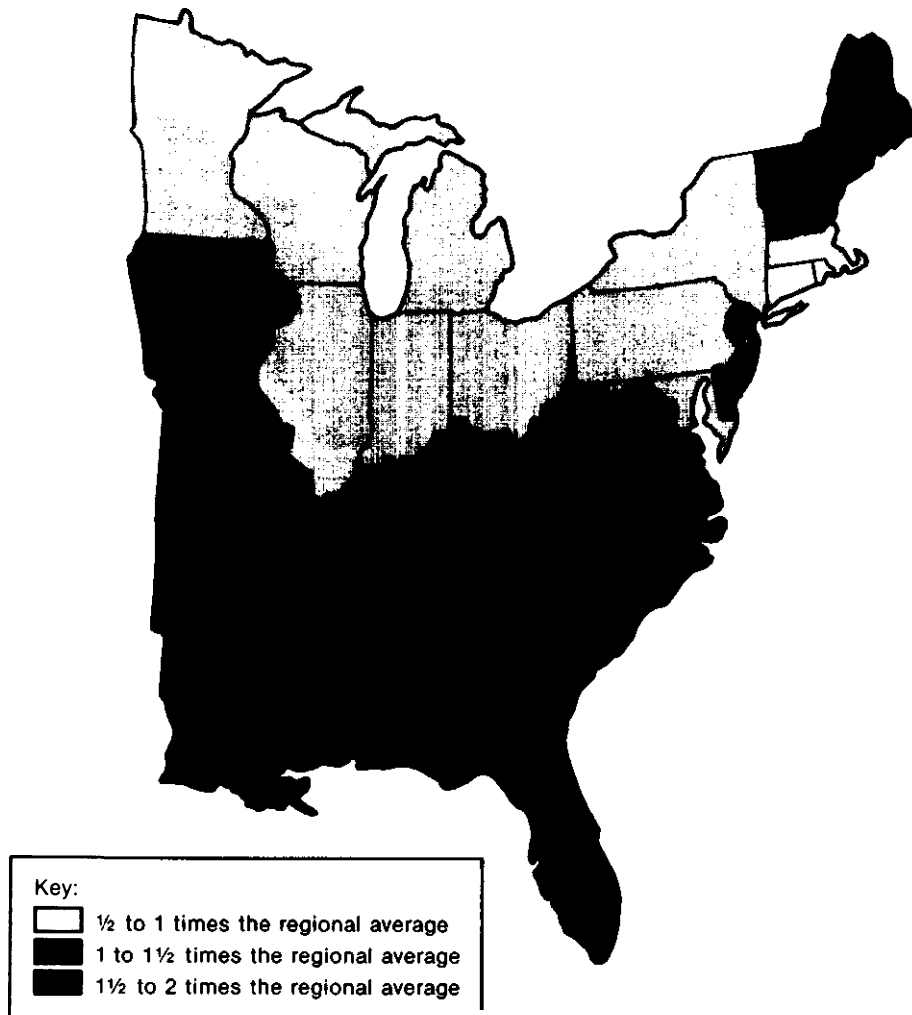 Key:
½ to 1 times the regional average
1 to 1½ times the regional average
1½ to 2 times the regional average